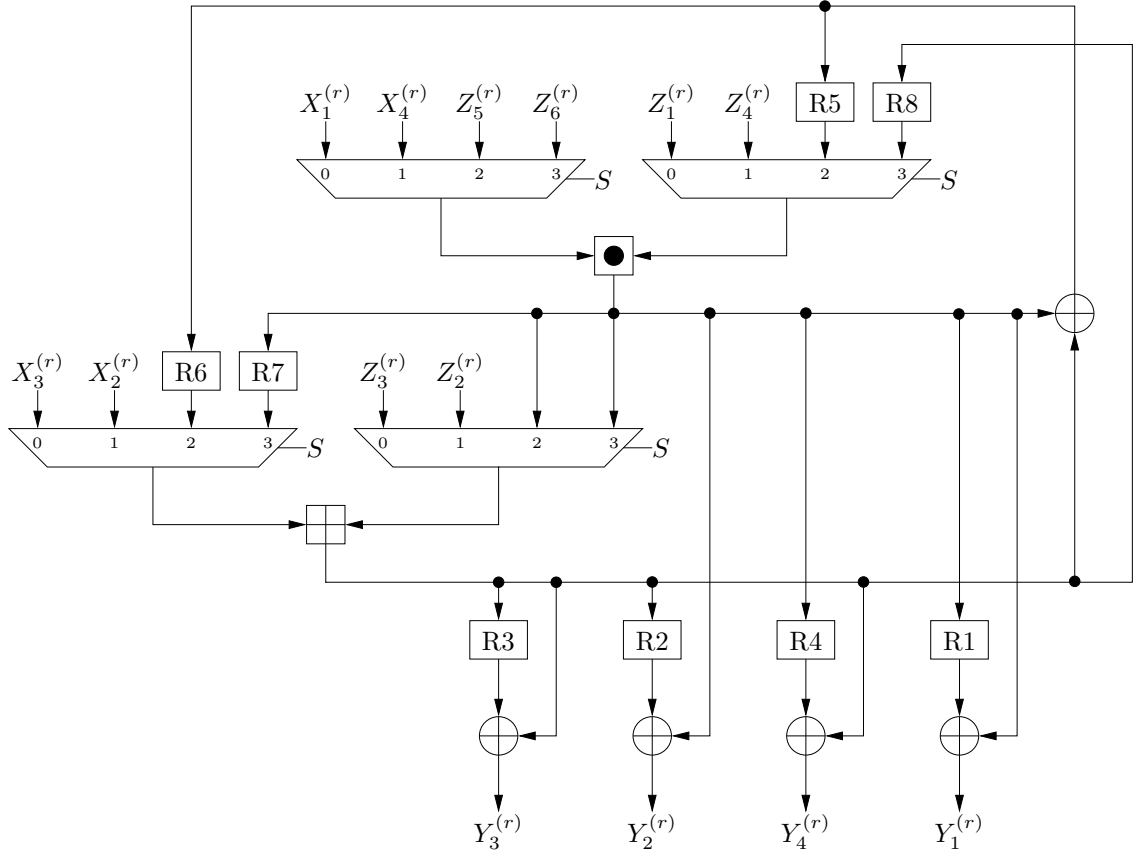 R5 R8
X_1^{(r)} X_4^{(r)} Z_5^{(r)} Z_6^{(r)} Z_1^{(r)} Z_4^{(r)}
0 1 2 3 S 0 1 2 3 S
R6 R7
X_3^{(r)} X_2^{(r)} Z_3^{(r)} Z_2^{(r)}
0 1 2 3 S 0 1 2 3 S
R3 R2 R4 R1
Y_3^{(r)} Y_2^{(r)} Y_4^{(r)} Y_1^{(r)}